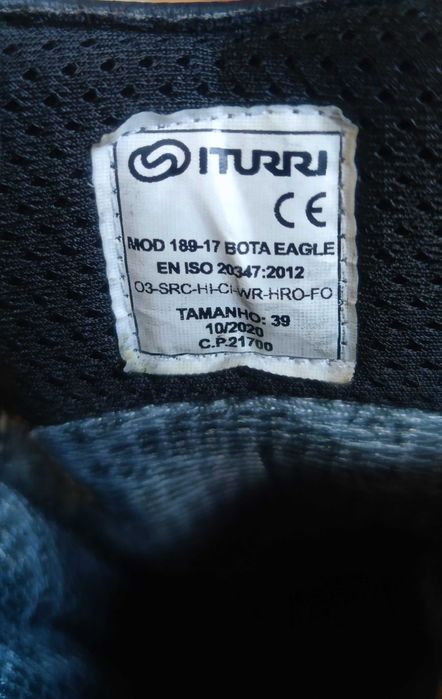 ITURRI
CE
MOD 189-17 BOTA EAGLE
EN ISO 20347:2012
O3-SRC-HI-CI-WR-HRO-FO
TAMANHO: 39
10/2020
C.P.21700